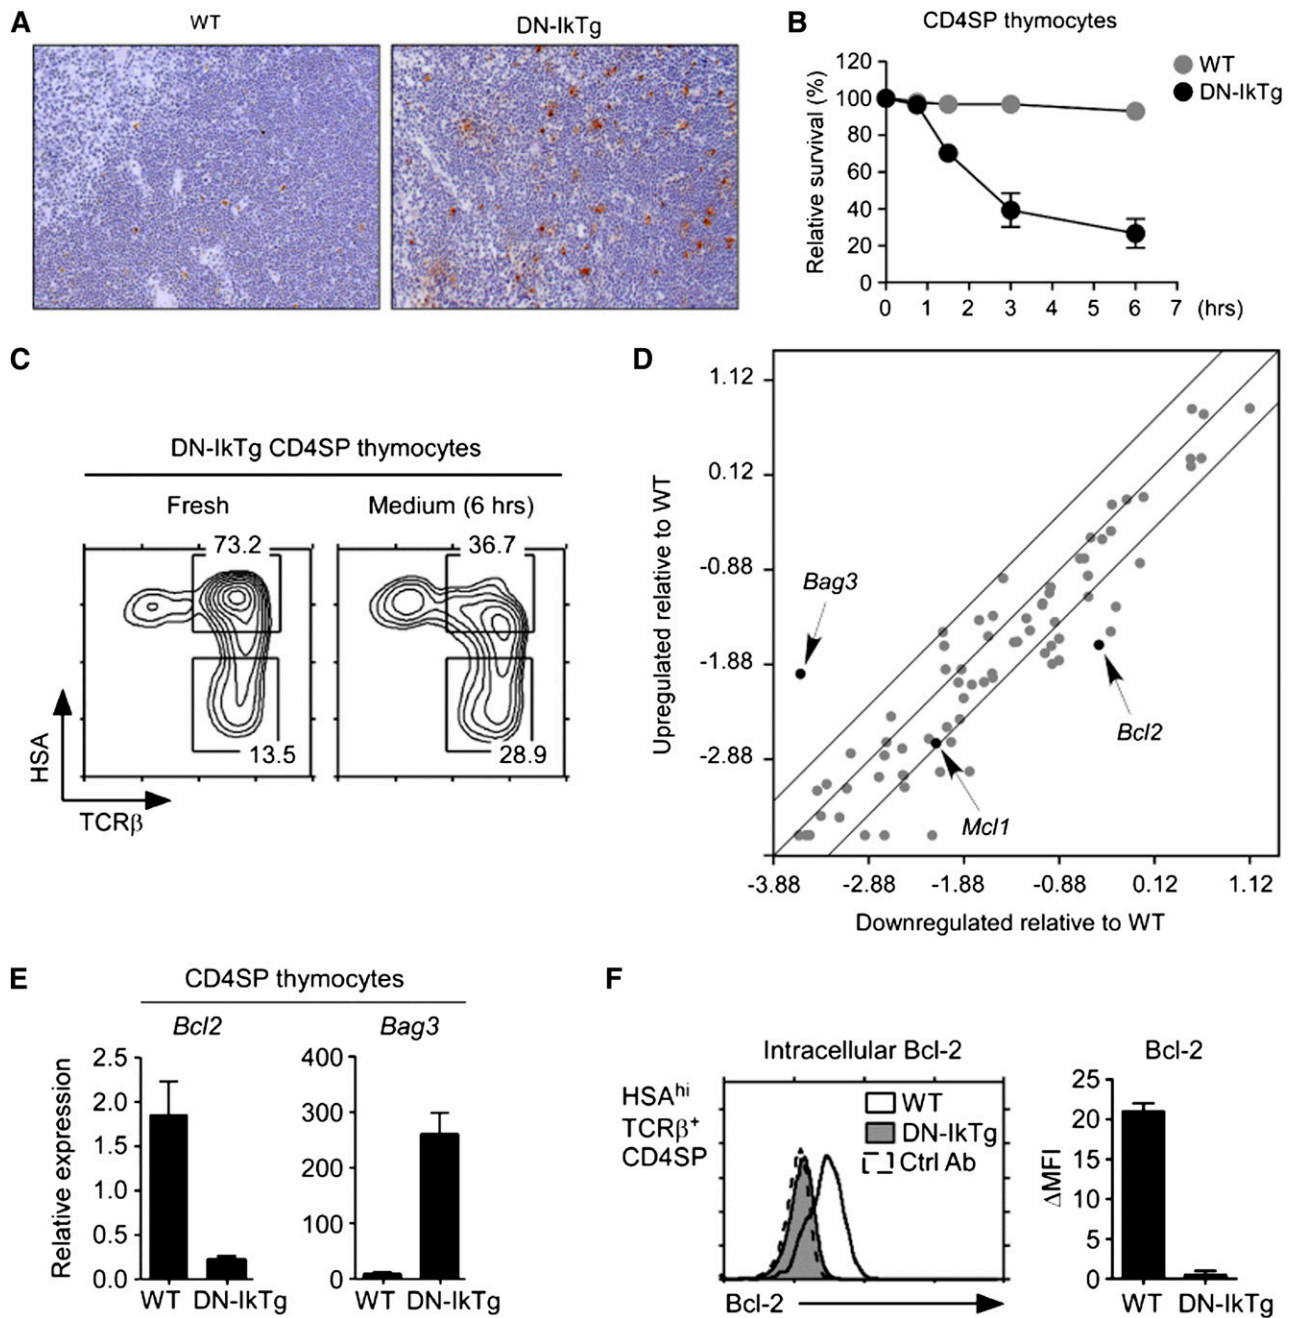 A
WT
DN-IkTg
B
CD4SP thymocytes
Relative survival (%)
120
100
80
60
40
20
0
0 1 2 3 4 5 6 7 (hrs)
WT
DN-IkTg
C
DN-IkTg CD4SP thymocytes
Fresh
Medium (6 hrs)
73.2
13.5
36.7
28.9
HSA
TCRβ
D
Upregulated relative to WT
1.12
0.12
-0.88
-1.88
-2.88
Bag3
Bcl2
Mcl1
-3.88 -2.88 -1.88 -0.88 0.12 1.12
Downregulated relative to WT
E
CD4SP thymocytes
Bcl2
Relative expression
2.5
2.0
1.5
1.0
0.5
0.0
WT DN-IkTg
Bag3
400
300
200
100
0
WT DN-IkTg
F
Intracellular Bcl-2
HSAhi
TCRβ+
CD4SP
WT
DN-IkTg
Ctrl Ab
Bcl-2
Bcl-2
ΔMFI
25
20
15
10
5
0
WT DN-IkTg